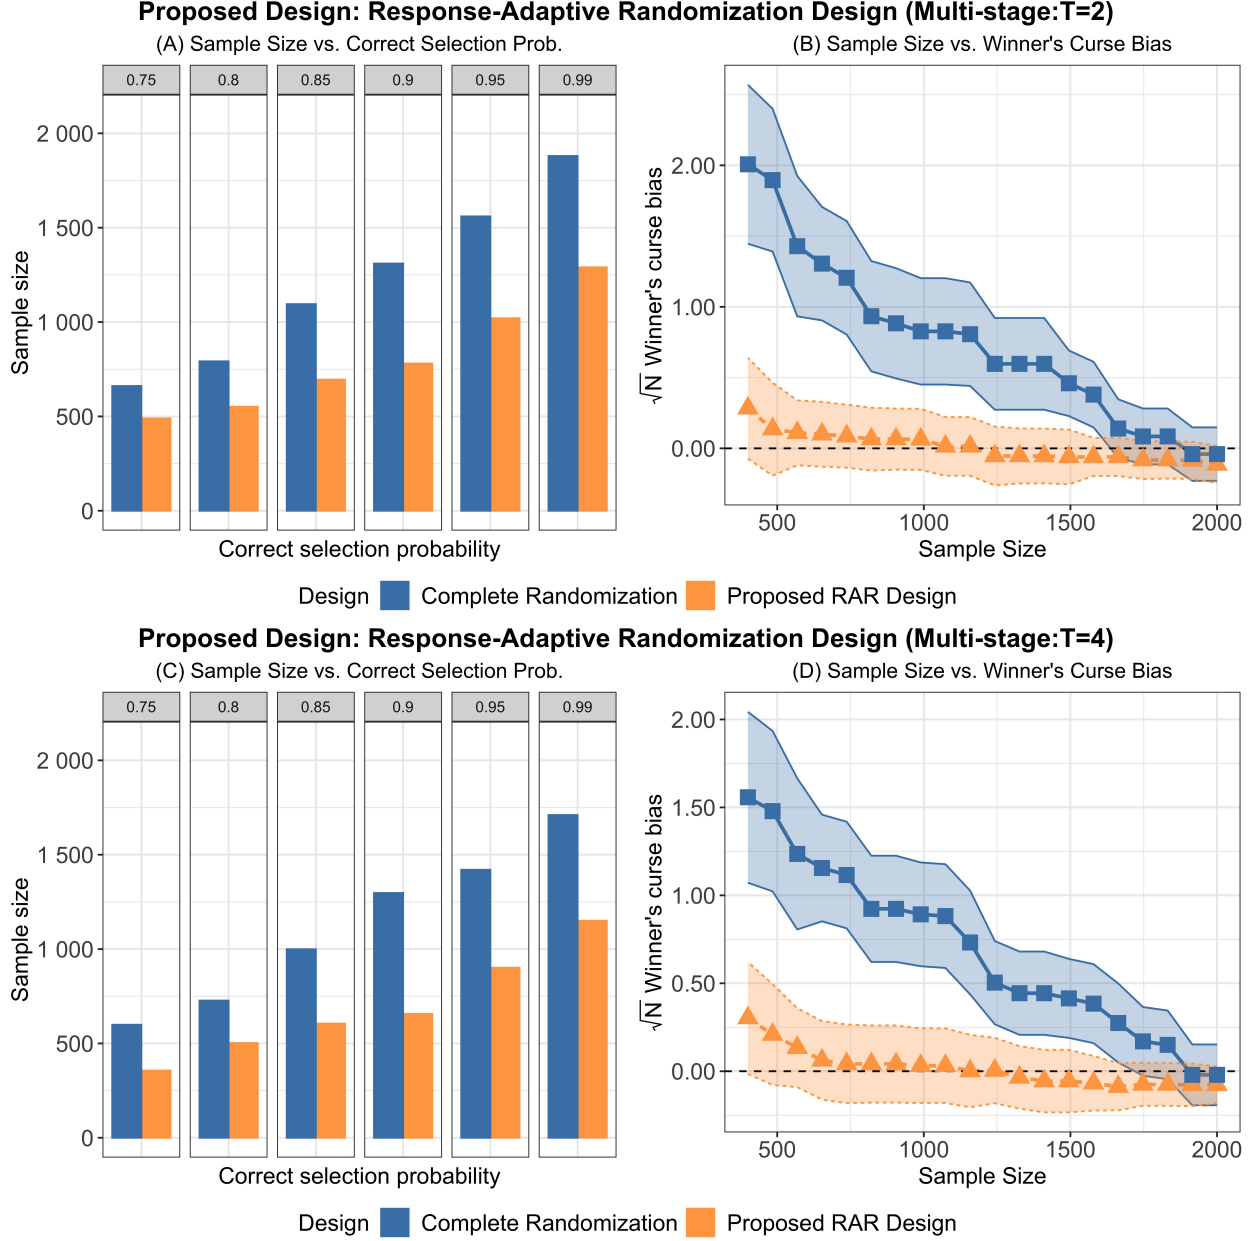 Proposed Design: Response-Adaptive Randomization Design (Multi-stage:T=2)
(A) Sample Size vs. Correct Selection Prob.
0.75 0.8 0.85 0.9 0.95 0.99
2 000
1 500
1 000
500
0
Sample size
Correct selection probability
(B) Sample Size vs. Winner's Curse Bias
2.00
1.00
0.00
√N Winner's curse bias
500 1000 1500 2000
Sample Size
Design Complete Randomization Proposed RAR Design
Proposed Design: Response-Adaptive Randomization Design (Multi-stage:T=4)
(C) Sample Size vs. Correct Selection Prob.
0.75 0.8 0.85 0.9 0.95 0.99
2 000
1 500
1 000
500
0
Sample size
Correct selection probability
(D) Sample Size vs. Winner's Curse Bias
2.00
1.50
1.00
0.50
0.00
√N Winner's curse bias
500 1000 1500 2000
Sample Size
Design Complete Randomization Proposed RAR Design